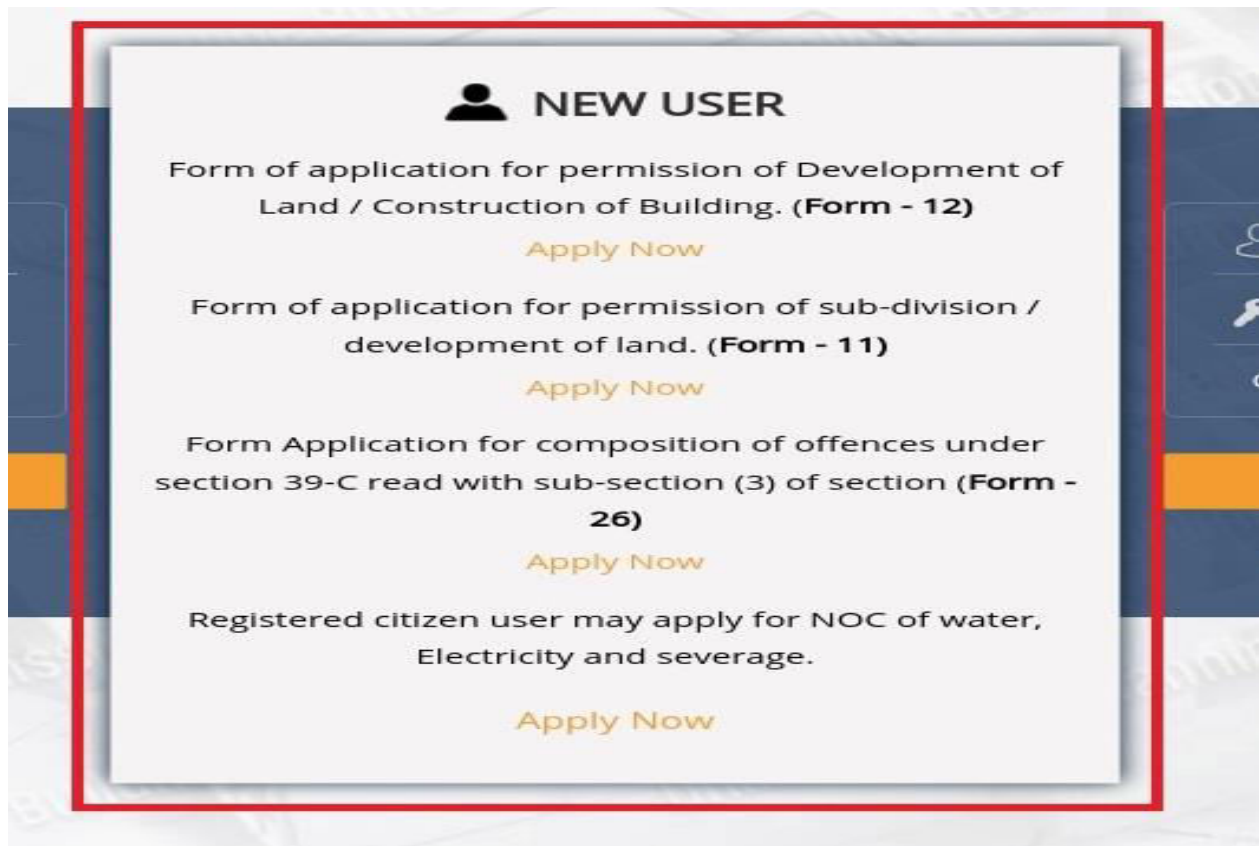 NEW USER
Form of application for permission of Development of
Land / Construction of Building. (Form - 12)
Apply Now
Form of application for permission of sub-division /
development of land. (Form - 11)
Apply Now
Form Application for composition of offences under
section 39-C read with sub-section (3) of section (Form -
26)
Apply Now
Registered citizen user may apply for NOC of water,
Electricity and severage.
Apply Now